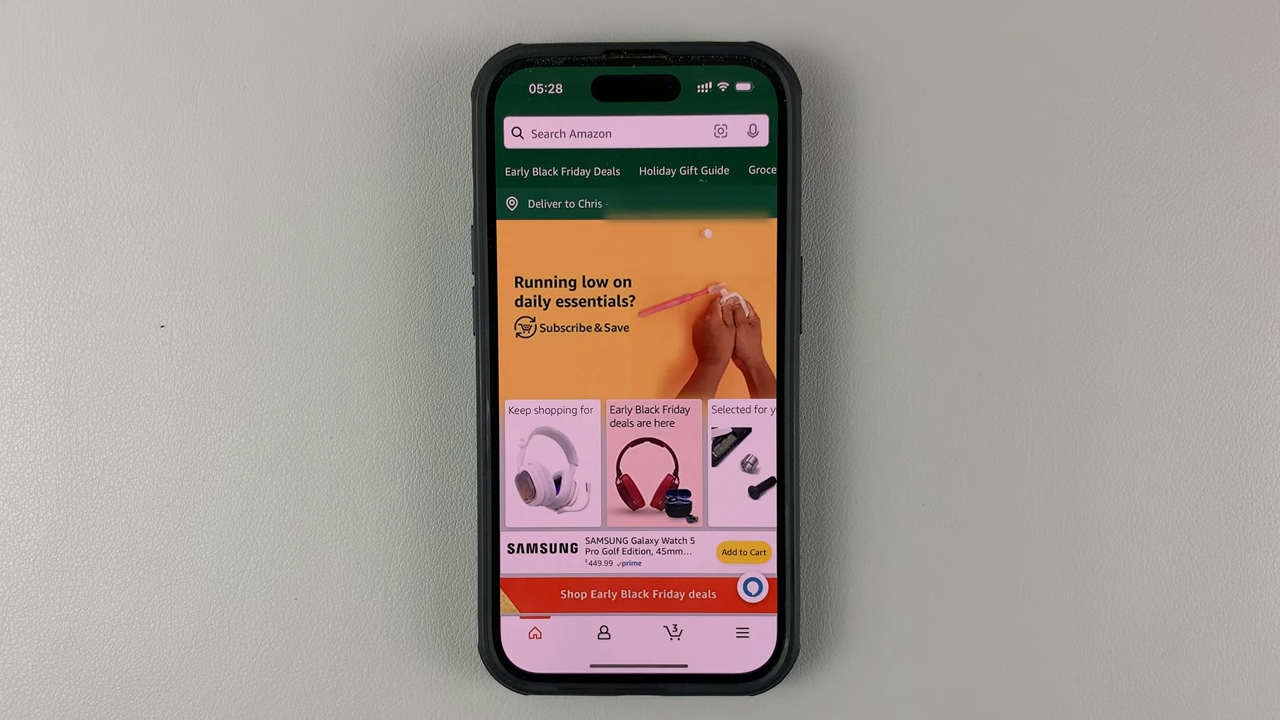 05:28
Search Amazon
Early Black Friday Deals Holiday Gift Guide Groce
Deliver to Chris -
Running low on
daily essentials?
Subscribe & Save
Keep shopping for
Early Black Friday
deals are here
Selected for y
SAMSUNG
SAMSUNG Galaxy Watch 5
Pro Golf Edition, 45mm...
$449.99 prime
Add to Cart
Shop Early Black Friday deals
3